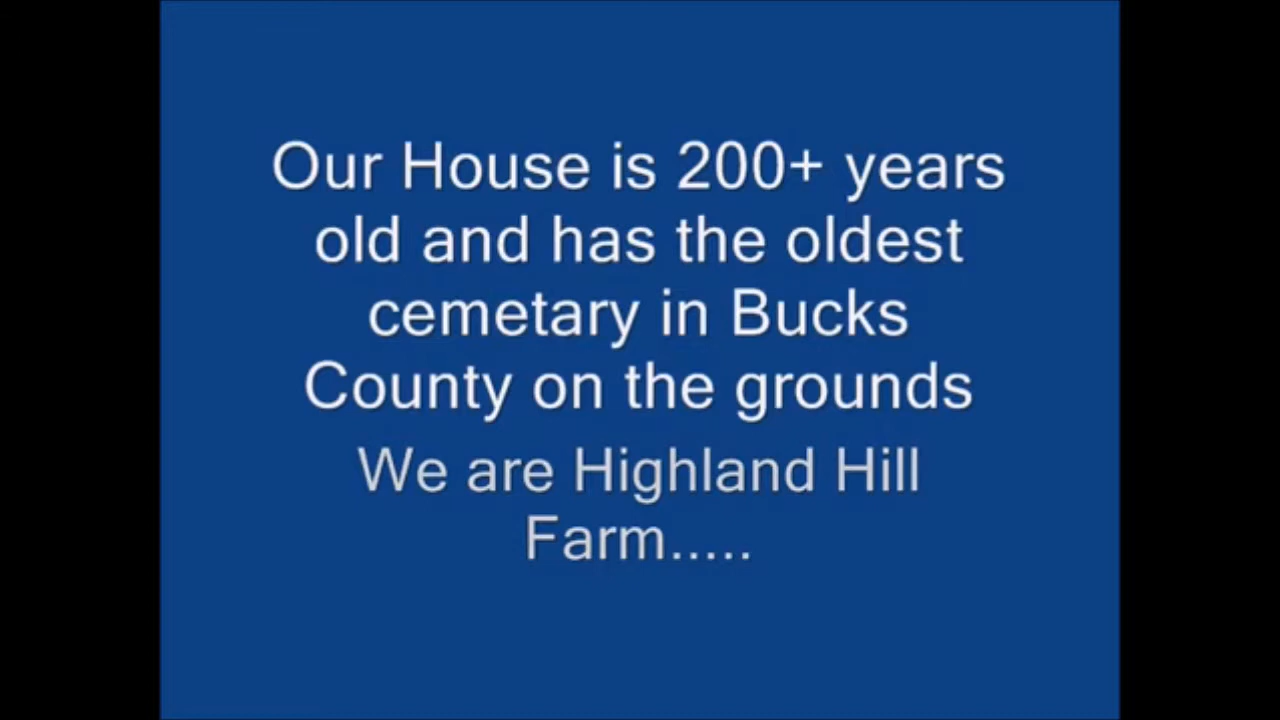 Our House is 200+ years
old and has the oldest
cemetary in Bucks
County on the grounds
We are Highland Hill
Farm.....